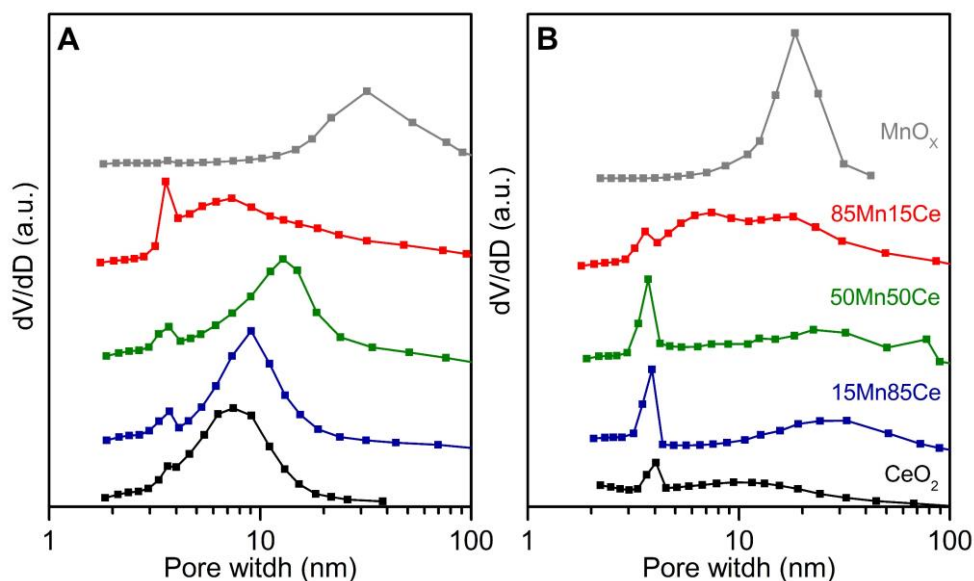 A
dV/dD (a.u.)
1
10
100
Pore witdh (nm)
B
dV/dD (a.u.)
MnOₓ
85Mn15Ce
50Mn50Ce
15Mn85Ce
CeO₂
1
10
100
Pore witdh (nm)